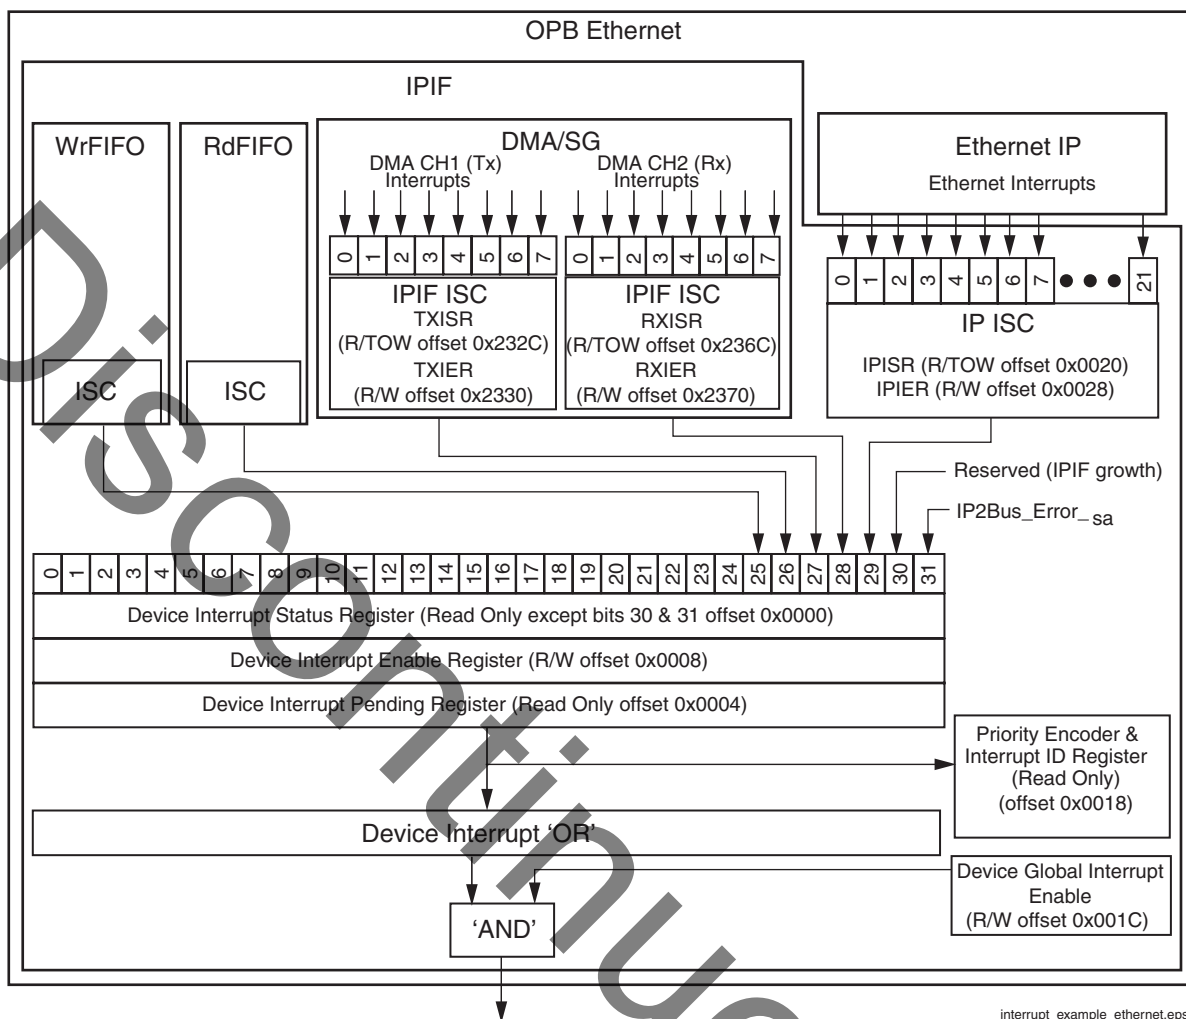 OPB Ethernet
IPIF
WrFIFO
RdFIFO
DMA/SG
DMA CH1 (Tx)
Interrupts
DMA CH2 (Rx)
Interrupts
Ethernet IP
Ethernet Interrupts
0 1 2 3 4 5 6 7
0 1 2 3 4 5 6 7
0 1 2 3 4 5 6 7 ● ● ● 21
IPIF ISC
TXISR
(R/TOW offset 0x232C)
TXIER
(R/W offset 0x2330)
IPIF ISC
RXISR
(R/TOW offset 0x236C)
RXIER
(R/W offset 0x2370)
IP ISC
IPISR (R/TOW offset 0x0020)
IPIER (R/W offset 0x0028)
ISC
ISC
Reserved (IPIF growth)
IP2Bus_Error_sa
0 1 2 3 4 5 6 7 8 9 10 11 12 13 14 15 16 17 18 19 20 21 22 23 24 25 26 27 28 29 30 31
Device Interrupt Status Register (Read Only except bits 30 & 31 offset 0x0000)
Device Interrupt Enable Register (R/W offset 0x0008)
Device Interrupt Pending Register (Read Only offset 0x0004)
Priority Encoder &
Interrupt ID Register
(Read Only)
(offset 0x0018)
Device Interrupt ‘OR’
Device Global Interrupt
Enable
(R/W offset 0x001C)
‘AND’
interrupt_example_ethernet.eps
Discontinue